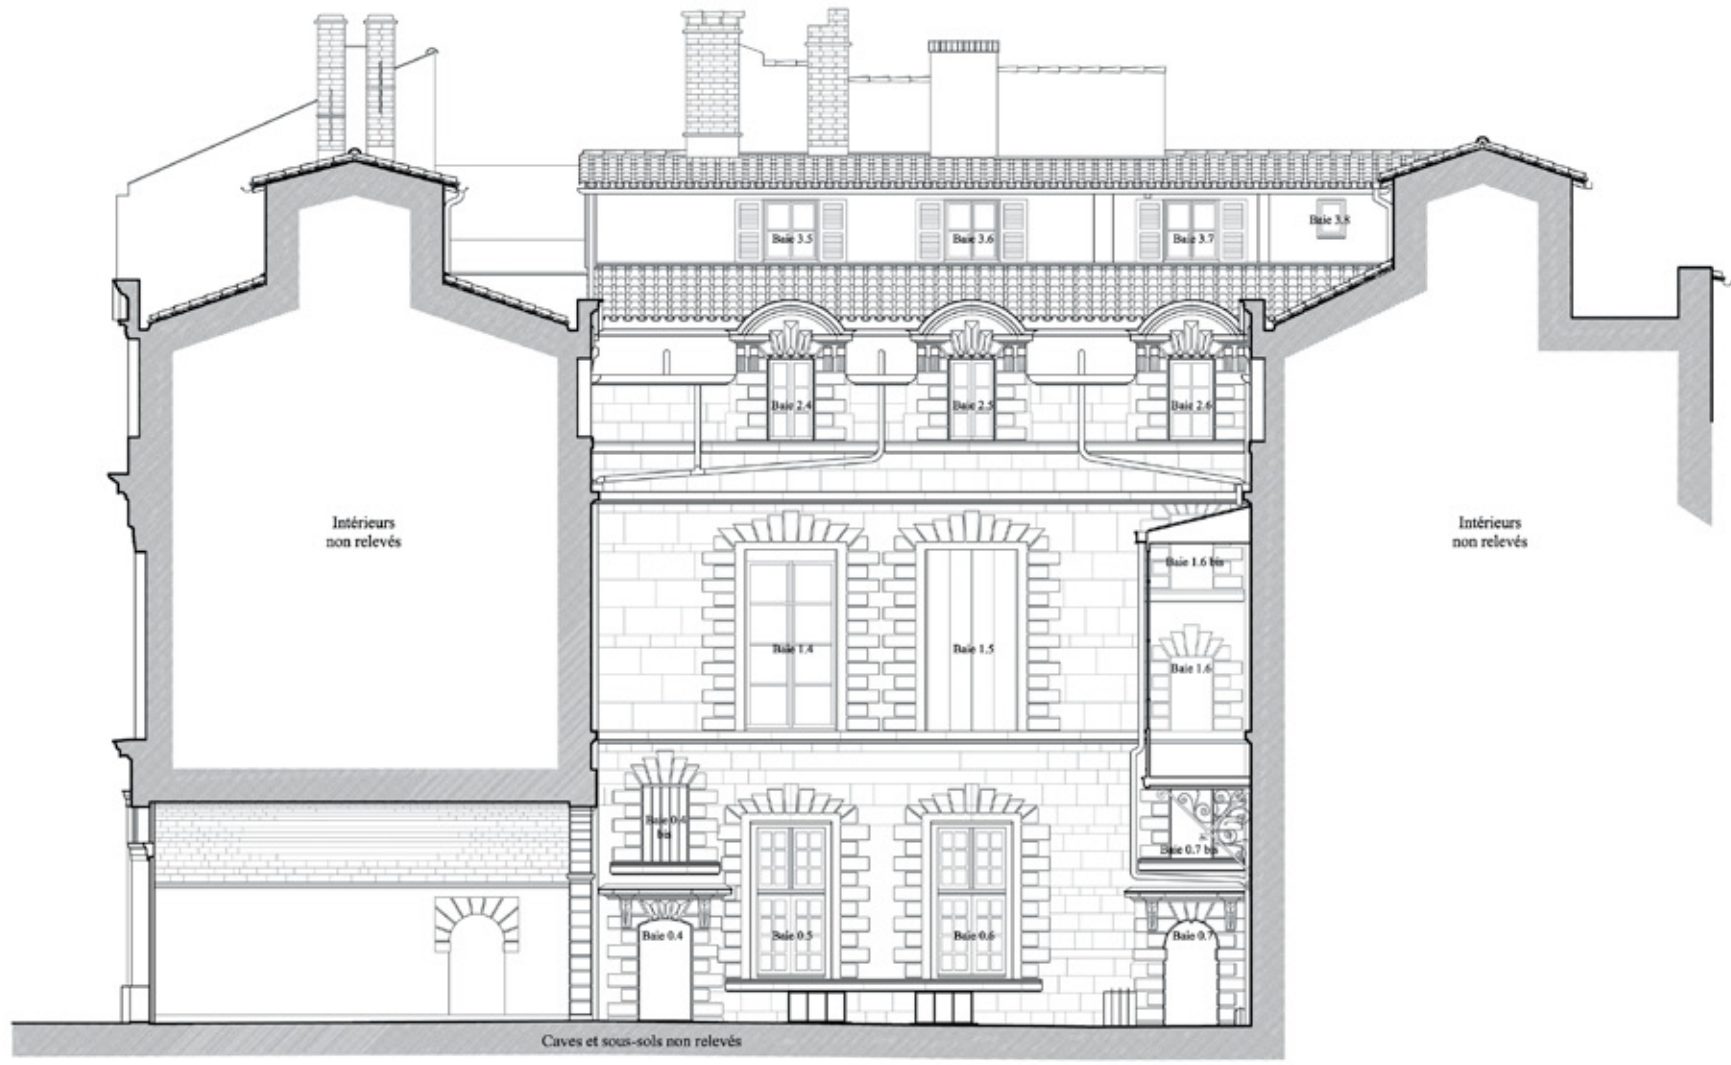 Baie 3.8
Baie 3.5
Baie 3.6
Baie 3.7
Baie 2.4
Baie 2.5
Baie 2.6
Intérieurs
non relevés
Intérieurs
non relevés
Baie 1.6 bis
Baie 1.4
Baie 1.5
Baie 1.6
Baie 0.4
bis
Baie 0.7 bis
Baie 0.4
Baie 0.5
Baie 0.6
Baie 0.7
Caves et sous-sols non relevés